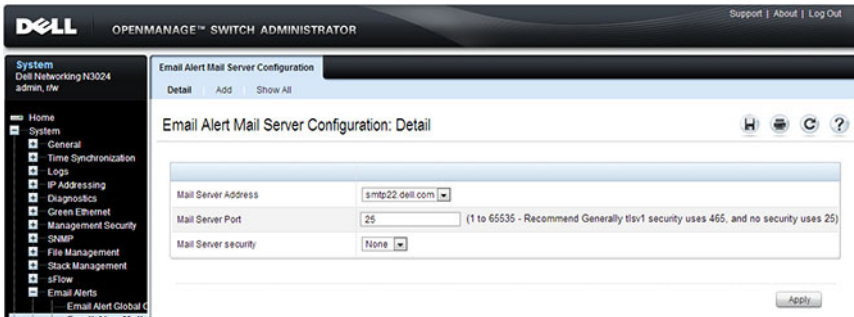 Support | About | Log Out
DELL OPENMANAGE™ SWITCH ADMINISTRATOR
System
Dell Networking N3024
admin, r/w
Home
System
General
Time Synchronization
Logs
IP Addressing
Diagnostics
Green Ethernet
Management Security
SNMP
File Management
Stack Management
sFlow
Email Alerts
Email Alert Global C
Email Alert Mail Server Configuration
Detail Add Show All
Email Alert Mail Server Configuration: Detail
Mail Server Address smtp22.dell.com
Mail Server Port 25 (1 to 65535 - Recommend Generally tlsv1 security uses 465, and no security uses 25)
Mail Server security None
Apply